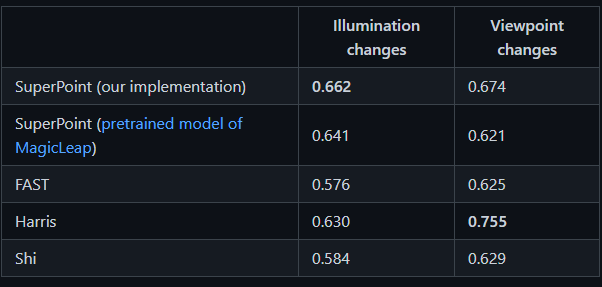 Illumination changes Viewpoint changes
SuperPoint (our implementation) 0.662 0.674
SuperPoint (pretrained model of
MagicLeap) 0.641 0.621
FAST 0.576 0.625
Harris 0.630 0.755
Shi 0.584 0.629